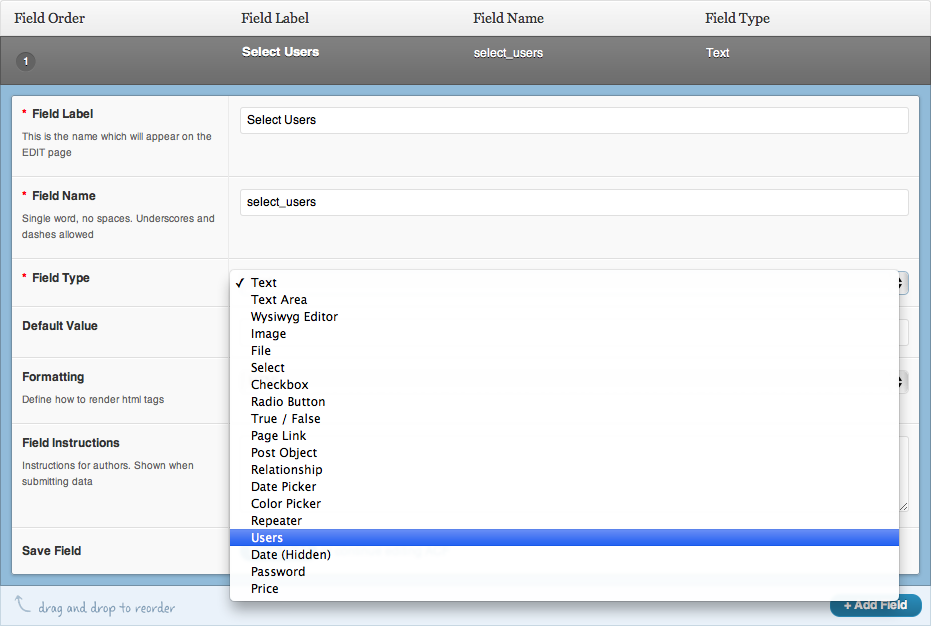 Field Order Field Label Field Name Field Type
1 Select Users select_users Text
* Field Label
This is the name which will appear on the
EDIT page
Select Users
* Field Name
Single word, no spaces. Underscores and
dashes allowed
select_users
* Field Type
✓ Text
Text Area
Wysiwyg Editor
Image
File
Select
Checkbox
Radio Button
True / False
Page Link
Post Object
Relationship
Date Picker
Color Picker
Repeater
Users
Date (Hidden)
Password
Price
Default Value
Formatting
Define how to render html tags
Field Instructions
Instructions for authors. Shown when
submitting data
Save Field
drag and drop to reorder
+ Add Field